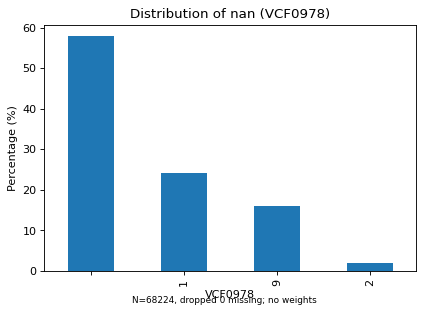 Distribution of nan (VCF0978)
Percentage (%)
60
50
40
30
20
10
0
1
9
2
VCF0978
N=68224, dropped 0 missing; no weights